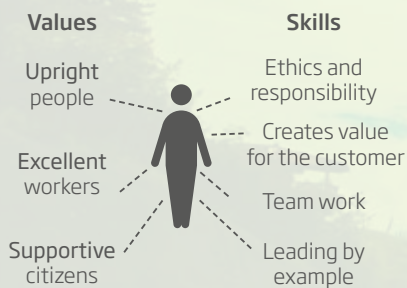 Values
Upright
people
Excellent
workers
Supportive
citizens
Skills
Ethics and
responsibility
Creates value
for the customer
Team work
Leading by
example